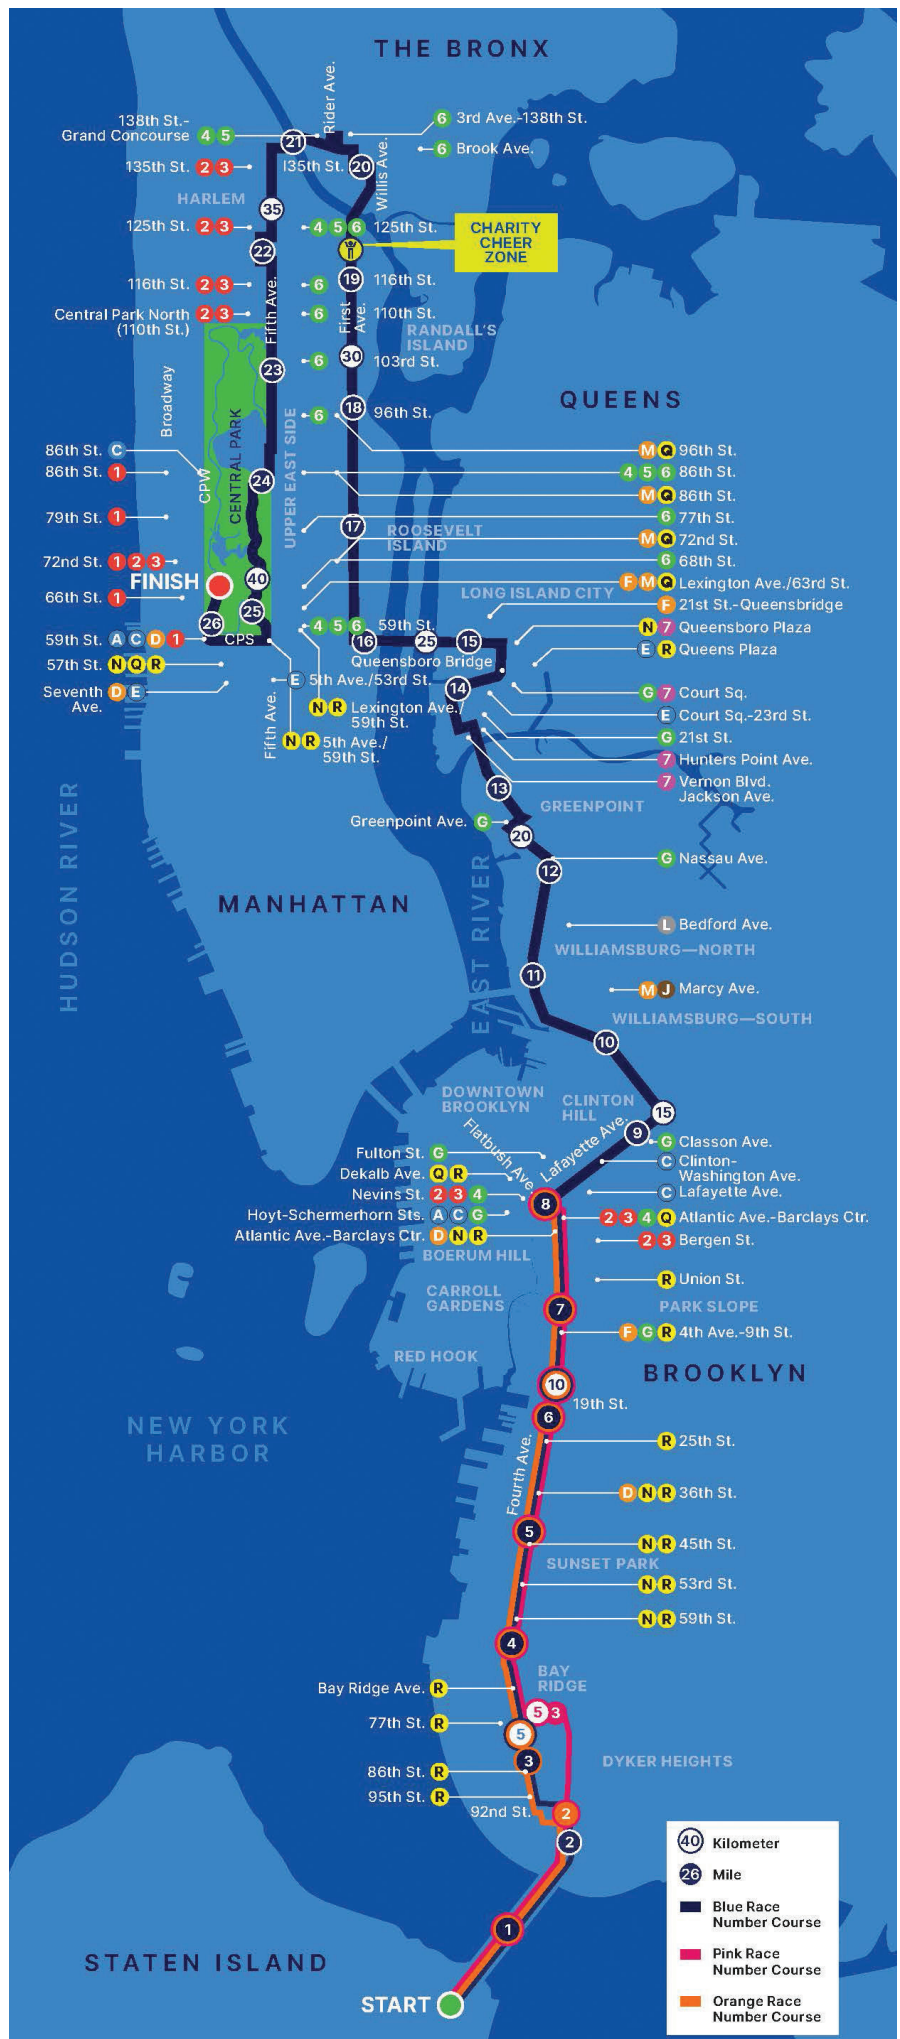 THE BRONX
Rider Ave.
138th St.-
Grand Concourse 4 5
6 3rd Ave.-138th St.
21
6 Brook Ave.
135th St. 2 3
135th St.
20
Willis Ave.
HARLEM
35
125th St. 2 3
4 5 6 125th St.
CHARITY
CHEER
ZONE
22
116th St. 2 3
6
19
116th St.
Central Park North 2 3
(110th St.)
6
110th St.
Fifth Ave.
First
Ave.
RANDALL'S
ISLAND
30
6
103rd St.
23
Broadway
QUEENS
18
6
96th St.
CENTRAL PARK
UPPER EAST SIDE
86th St. C
M Q 96th St.
86th St. 1
4 5 6 86th St.
CPW
24
M Q 86th St.
79th St. 1
6 77th St.
17
ROOSEVELT
ISLAND
M Q 72nd St.
72nd St. 1 2 3
6 68th St.
FINISH
40
F M Q Lexington Ave./63rd St.
LONG ISLAND CITY
66th St. 1
25
F 21st St.-Queensbridge
26
4 5 6 59th St.
N 7 Queensboro Plaza
59th St. A C D 1
CPS
16
25
15
E R Queens Plaza
57th St. N Q R
Queensboro Bridge
E 5th Ave./53rd St.
Seventh D E
Ave.
14
G 7 Court Sq.
N R Lexington Ave./
59th St.
E Court Sq.-23rd St.
Fifth Ave.
N R 5th Ave./
59th St.
G 21st St.
7 Hunters Point Ave.
7 Vernon Blvd.
Jackson Ave.
13
GREENPOINT
Greenpoint Ave. G
20
HUDSON RIVER
G Nassau Ave.
12
MANHATTAN
EAST RIVER
L Bedford Ave.
WILLIAMSBURG—NORTH
11
M J Marcy Ave.
WILLIAMSBURG—SOUTH
10
DOWNTOWN
BROOKLYN
CLINTON
HILL
15
Flatbush Ave.
Lafayette Ave.
9
G Classon Ave.
Fulton St. G
C Clinton-
Washington Ave.
Dekalb Ave. Q R
Nevins St. 2 3 4
C Lafayette Ave.
8
Hoyt-Schermerhorn Sts. A C G
2 3 4 Q Atlantic Ave.-Barclays Ctr.
Atlantic Ave.-Barclays Ctr. D N R
2 3 Bergen St.
BOERUM HILL
R Union St.
CARROLL
GARDENS
PARK SLOPE
7
F G R 4th Ave.-9th St.
RED HOOK
BROOKLYN
10
19th St.
NEW YORK
HARBOR
6
R 25th St.
Fourth Ave.
D N R 36th St.
5
N R 45th St.
SUNSET PARK
N R 53rd St.
N R 59th St.
4
BAY
RIDGE
Bay Ridge Ave. R
5 3
77th St. R
5
3
DYKER HEIGHTS
86th St. R
95th St. R
92nd St.
2
2
40 Kilometer
26 Mile
Blue Race
Number Course
1
Pink Race
Number Course
STATEN ISLAND
START
Orange Race
Number Course